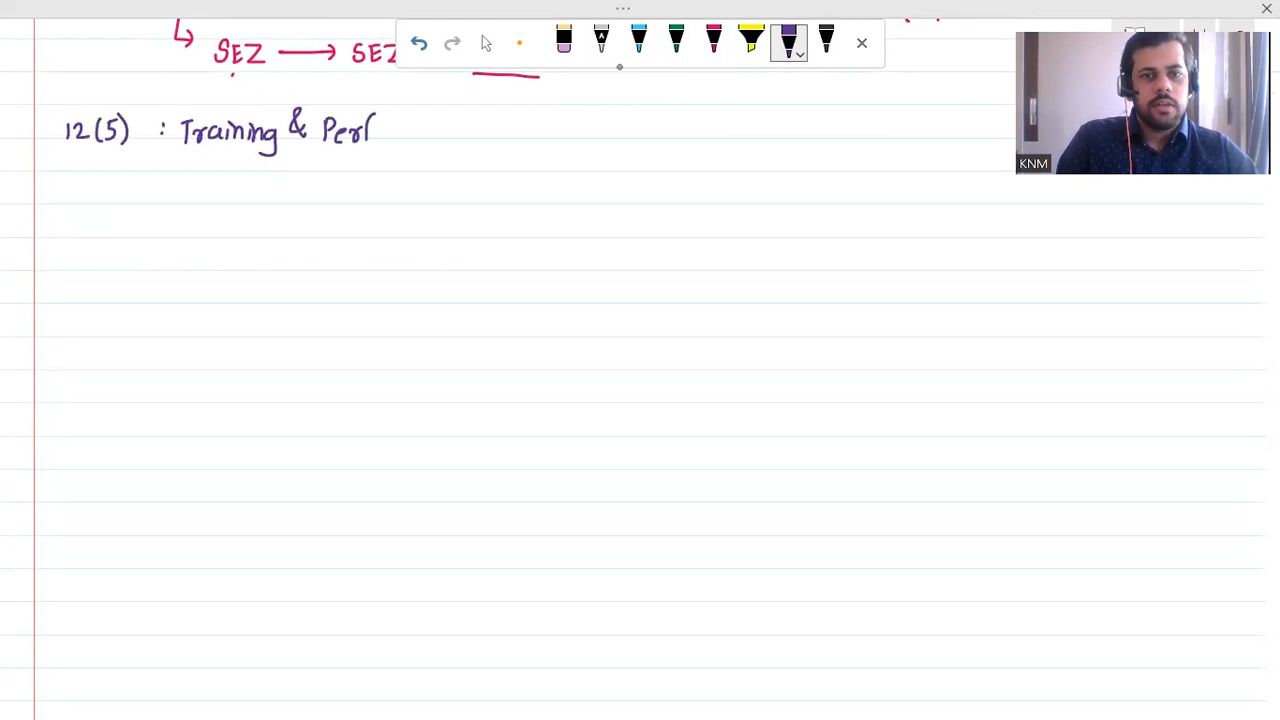 SEZ → SEZ
12(5) : Training & Perf
KNM